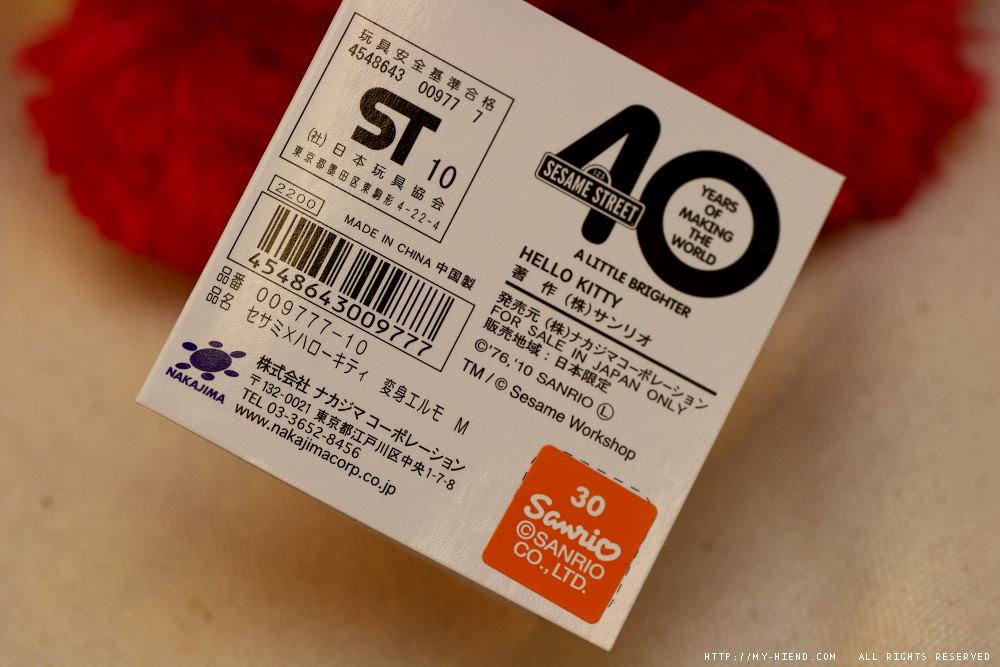 玩具安全基準合格
4548643 00977 7
ST 10
(社) 日本玩具協会
東京都墨田区東駒形4-22-4
2200
MADE IN CHINA 中国製
4548643009777
品番 009777-10
品名 セサミ×ハローキティ 変身エルモ M
NAKAJIMA
株式会社 ナカジマコーポレーション
〒132-0021 東京都江戸川区中央1-7-8
TEL 03-3652-8456
www.nakajimacorp.co.jp
40
123
SESAME STREET
YEARS
OF
MAKING
THE
WORLD
A LITTLE BRIGHTER
HELLO KITTY
著 作 (株)サンリオ
発売元 (株)ナカジマコーポレーション
FOR SALE IN JAPAN ONLY
販売地域:日本限定
©'76,'10 SANRIO Ⓛ
TM / © Sesame Workshop
30
Sanrio
©SANRIO
CO.,LTD.
HTTP://MY-HIEND.COM ALL RIGHTS RESERVED